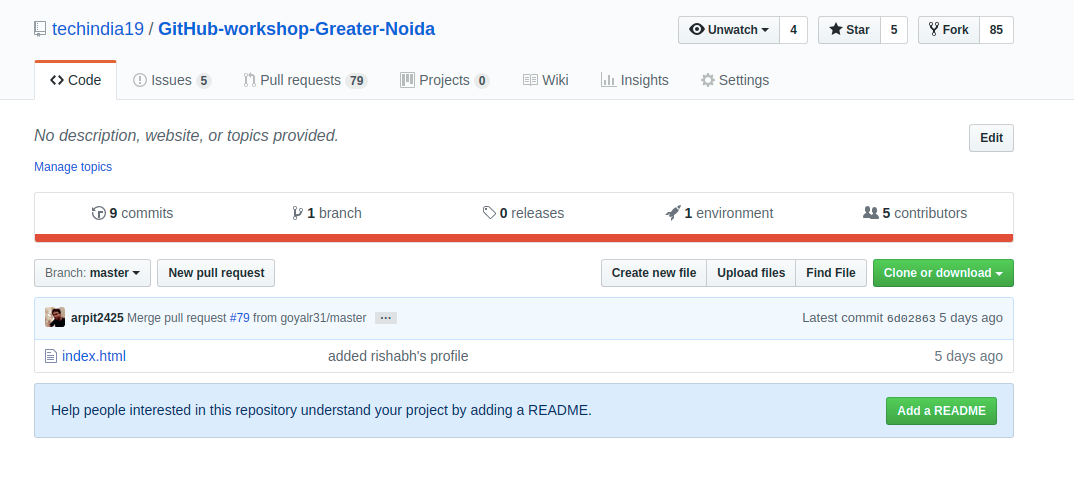 techindia19 / GitHub-workshop-Greater-Noida
Unwatch 4 Star 5 Fork 85
Code Issues 5 Pull requests 79 Projects 0 Wiki Insights Settings
No description, website, or topics provided.
Edit
Manage topics
9 commits 1 branch 0 releases 1 environment 5 contributors
Branch: master New pull request Create new file Upload files Find File Clone or download
arpit2425 Merge pull request #79 from goyalr31/master ... Latest commit 6d02863 5 days ago
index.html added rishabh's profile 5 days ago
Help people interested in this repository understand your project by adding a README. Add a README